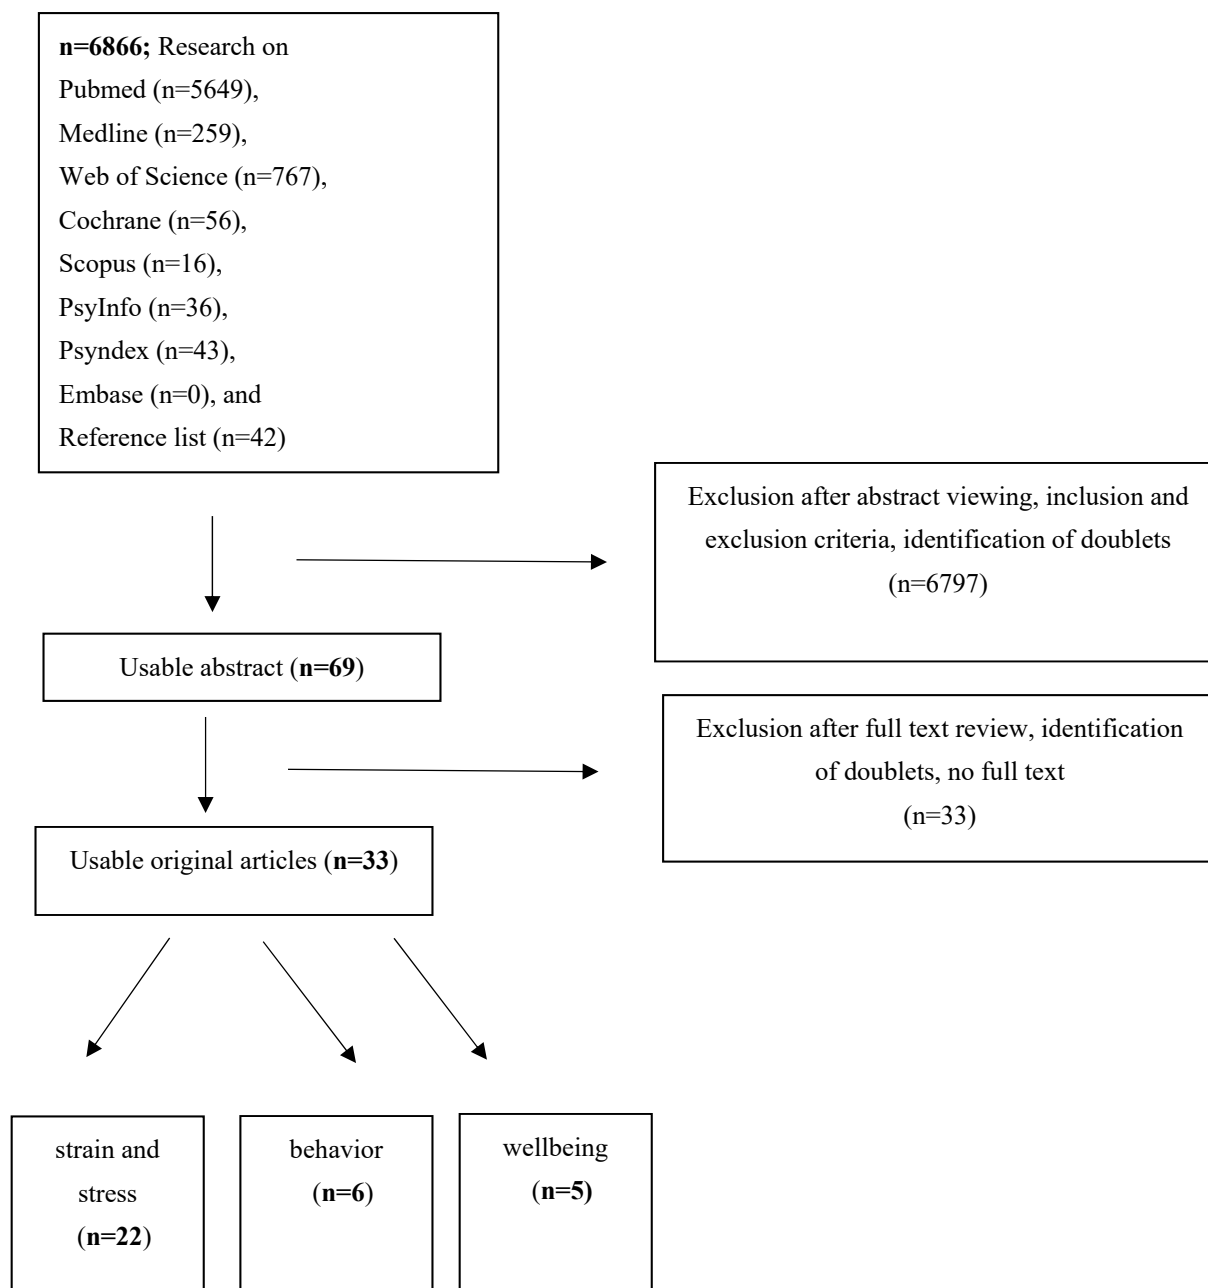 n=6866; Research on
Pubmed (n=5649),
Medline (n=259),
Web of Science (n=767),
Cochrane (n=56),
Scopus (n=16),
PsyInfo (n=36),
Psyndex (n=43),
Embase (n=0), and
Reference list (n=42)
Exclusion after abstract viewing, inclusion and
exclusion criteria, identification of doublets
(n=6797)
Usable abstract (n=69)
Exclusion after full text review, identification
of doublets, no full text
(n=33)
Usable original articles (n=33)
strain and
stress
(n=22)
behavior
(n=6)
wellbeing
(n=5)